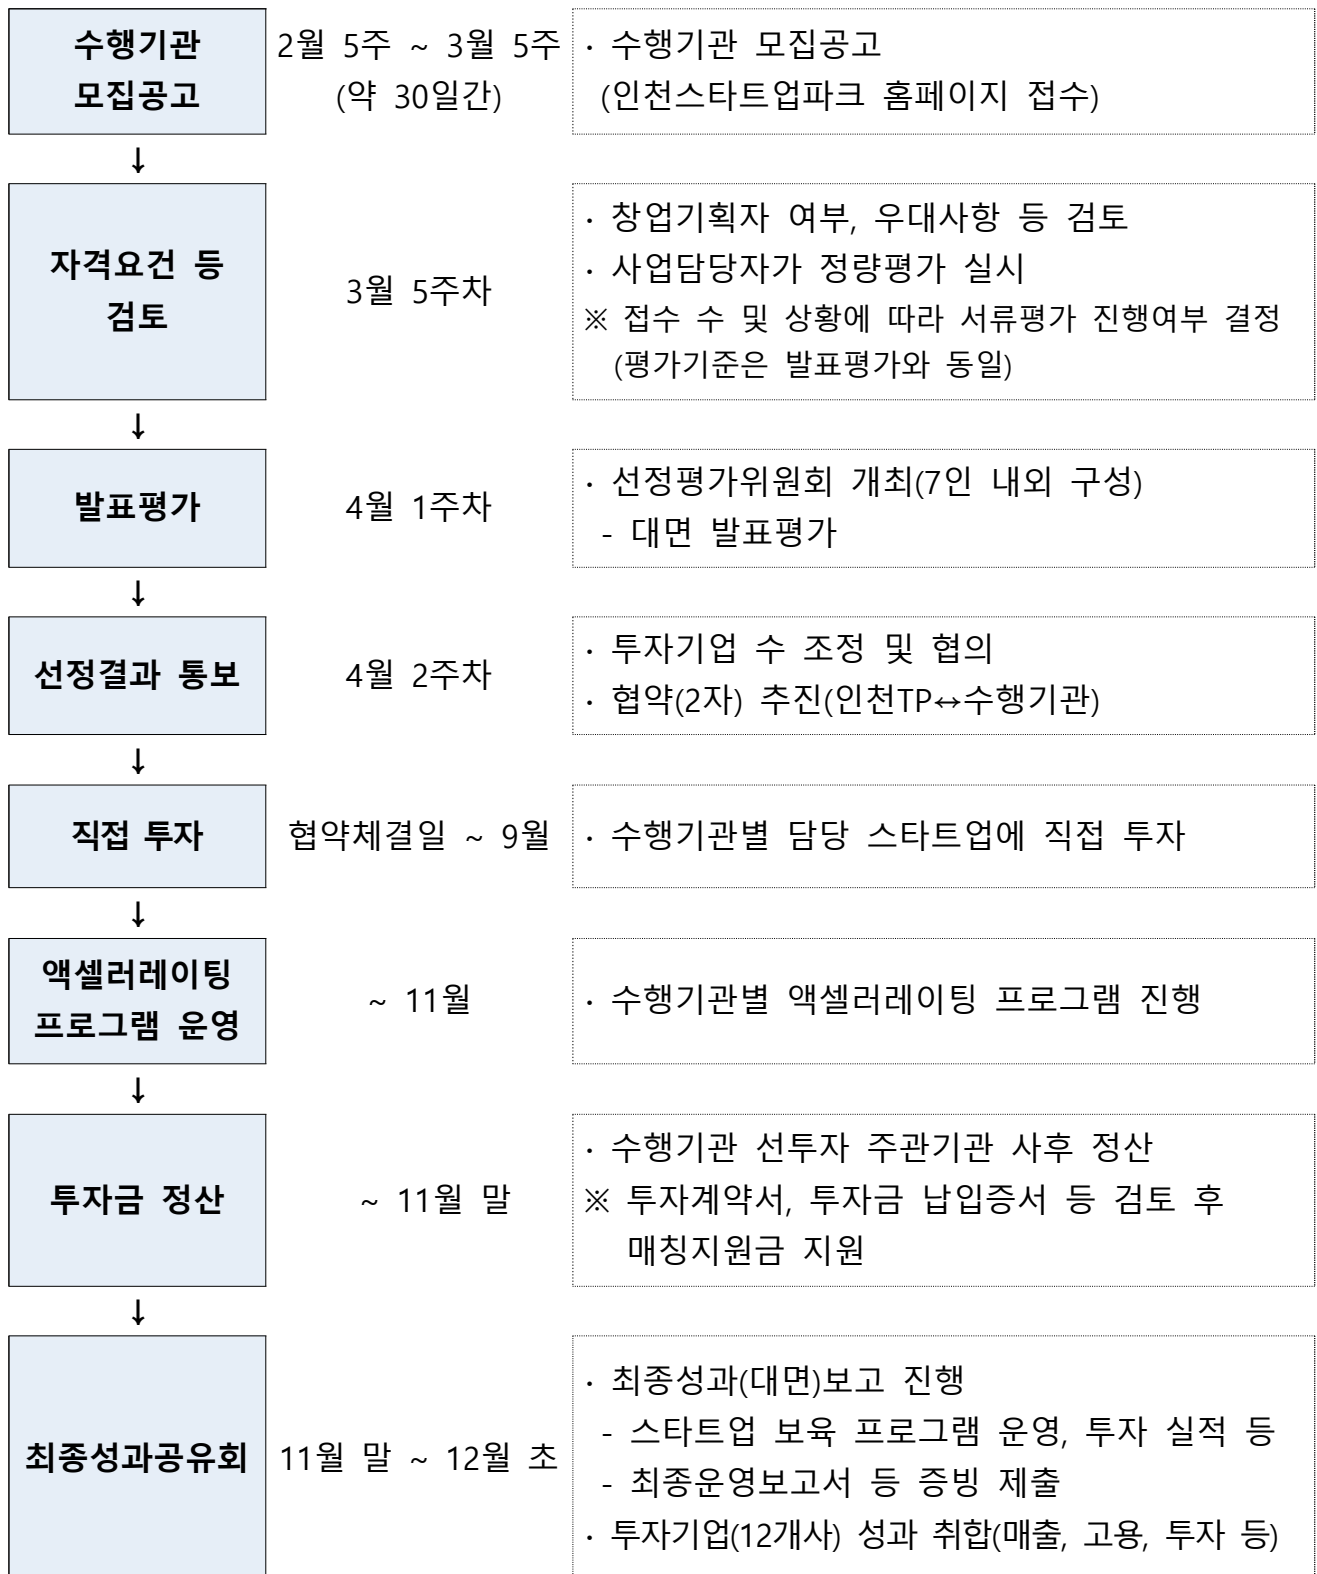 수행기관
모집공고
2월 5주 ~ 3월 5주
(약 30일간)
· 수행기관 모집공고
(인천스타트업파크 홈페이지 접수)
↓
자격요건 등
검토
3월 5주차
· 창업기획자 여부, 우대사항 등 검토
· 사업담당자가 정량평가 실시
※ 접수 수 및 상황에 따라 서류평가 진행여부 결정
(평가기준은 발표평가와 동일)
↓
발표평가
4월 1주차
· 선정평가위원회 개최(7인 내외 구성)
- 대면 발표평가
↓
선정결과 통보
4월 2주차
· 투자기업 수 조정 및 협의
· 협약(2자) 추진(인천TP↔수행기관)
↓
직접 투자
협약체결일 ~ 9월
· 수행기관별 담당 스타트업에 직접 투자
↓
액셀러레이팅
프로그램 운영
~ 11월
· 수행기관별 액셀러레이팅 프로그램 진행
↓
투자금 정산
~ 11월 말
· 수행기관 선투자 주관기관 사후 정산
※ 투자계약서, 투자금 납입증서 등 검토 후
매칭지원금 지원
↓
최종성과공유회
11월 말 ~ 12월 초
· 최종성과(대면)보고 진행
- 스타트업 보육 프로그램 운영, 투자 실적 등
- 최종운영보고서 등 증빙 제출
· 투자기업(12개사) 성과 취합(매출, 고용, 투자 등)